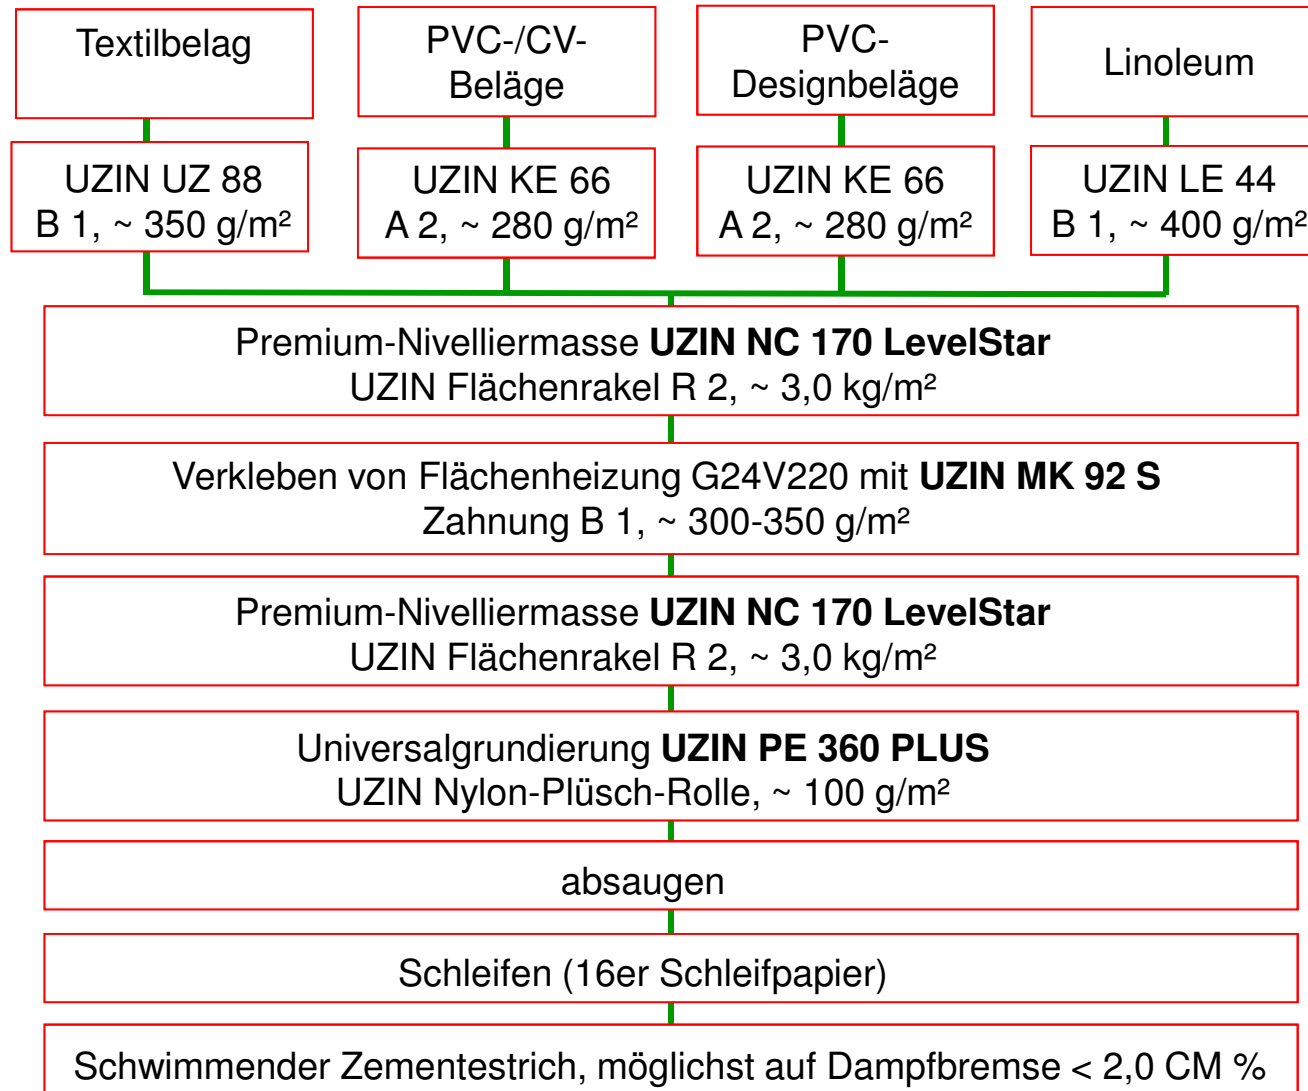 Textilbelag
PVC-/CV-
Beläge
PVC-
Designbeläge
Linoleum
UZIN UZ 88
B 1, ~ 350 g/m²
UZIN KE 66
A 2, ~ 280 g/m²
UZIN KE 66
A 2, ~ 280 g/m²
UZIN LE 44
B 1, ~ 400 g/m²
Premium-Nivelliermasse UZIN NC 170 LevelStar
UZIN Flächenrakel R 2, ~ 3,0 kg/m²
Verkleben von Flächenheizung G24V220 mit UZIN MK 92 S
Zahnung B 1, ~ 300-350 g/m²
Premium-Nivelliermasse UZIN NC 170 LevelStar
UZIN Flächenrakel R 2, ~ 3,0 kg/m²
Universalgrundierung UZIN PE 360 PLUS
UZIN Nylon-Plüsch-Rolle, ~ 100 g/m²
absaugen
Schleifen (16er Schleifpapier)
Schwimmender Zementestrich, möglichst auf Dampfbremse < 2,0 CM %